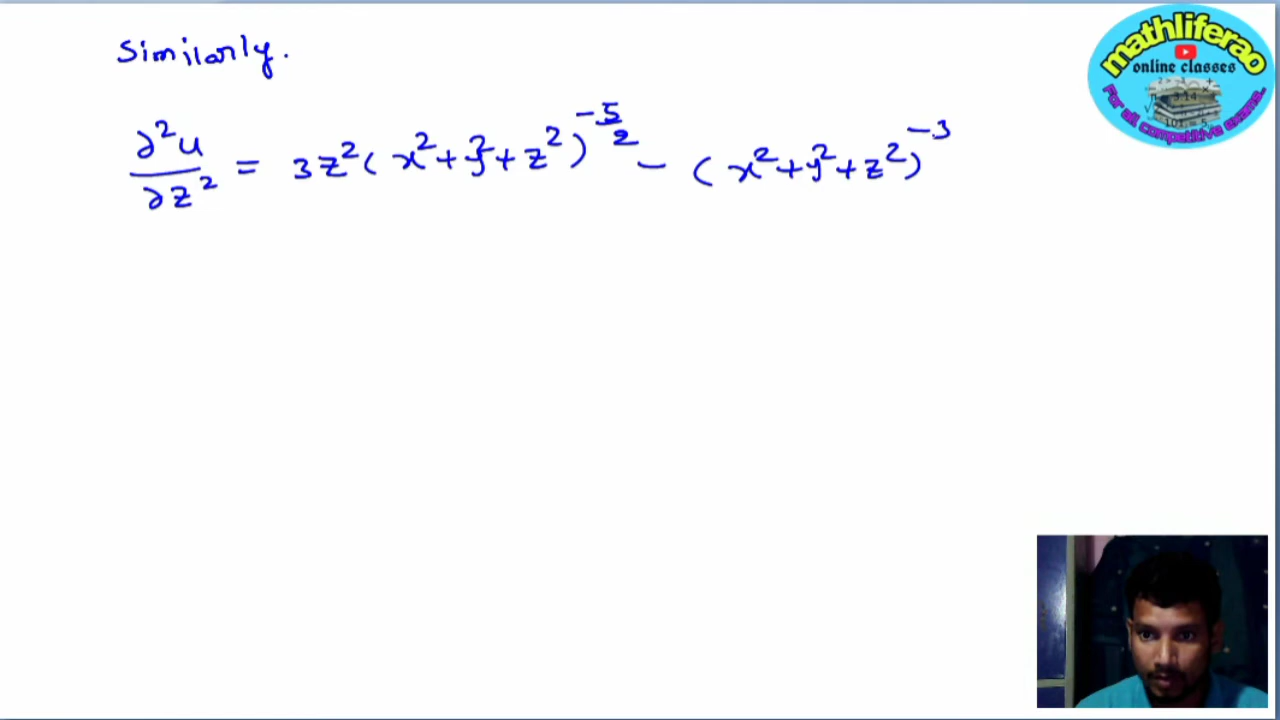 Similarly.
∂²u/∂z² = 3z²(x²+y²+z²)^-5/2 - (x²+y²+z²)^-3
mathliferao
online classes
For all competitive exams..